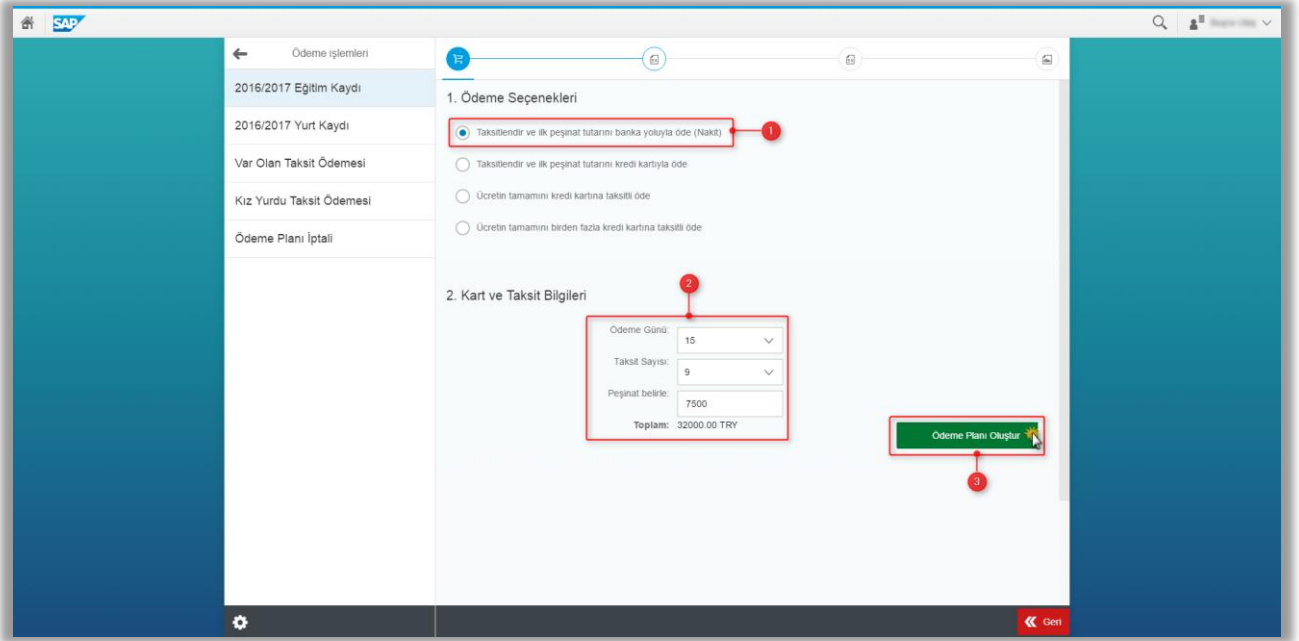 SAP
Ödeme işlemleri
2016/2017 Eğitim Kaydı
2016/2017 Yurt Kaydı
Var Olan Taksit Ödemesi
Kız Yurdu Taksit Ödemesi
Ödeme Planı İptali
1. Ödeme Seçenekleri
Taksitlendir ve ilk peşinat tutarını banka yoluyla öde (Nakit)
1
Taksitlendir ve ilk peşinat tutarını kredi kartıyla öde
Ücretin tamamını kredi kartına taksitli öde
Ücretin tamamını birden fazla kredi kartına taksitli öde
2
2. Kart ve Taksit Bilgileri
Ödeme Günü: 15
Taksit Sayısı: 9
Peşinat belirle: 7500
Toplam: 32000.00 TRY
Ödeme Planı Oluştur
3
Geri